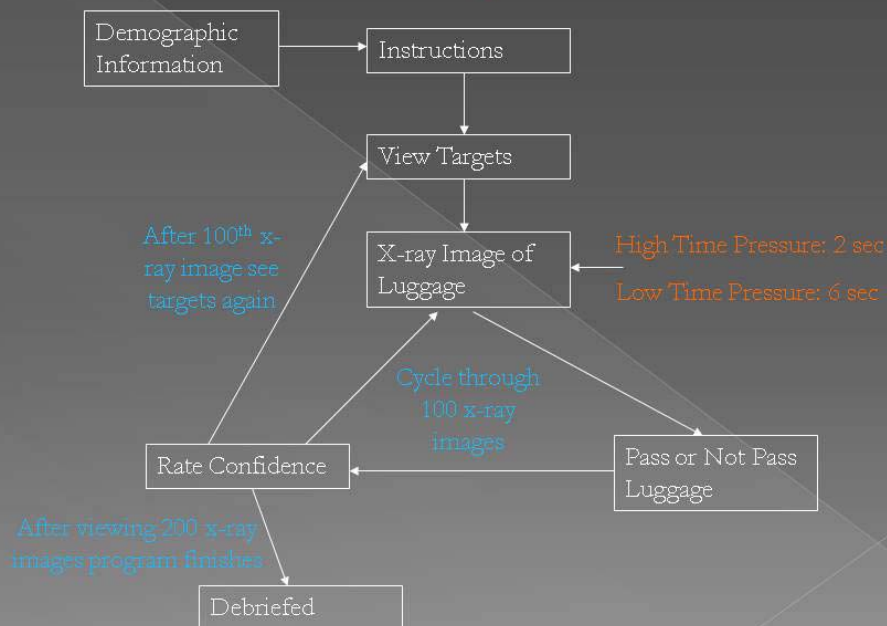 Demographic
Information
Instructions
View Targets
After 100th x-
ray image see
targets again
X-ray Image of
Luggage
High Time Pressure: 2 sec
Low Time Pressure: 6 sec
Cycle through
100 x-ray
images
Rate Confidence
Pass or Not Pass
Luggage
After viewing 200 x-ray
images program finishes
Debriefed